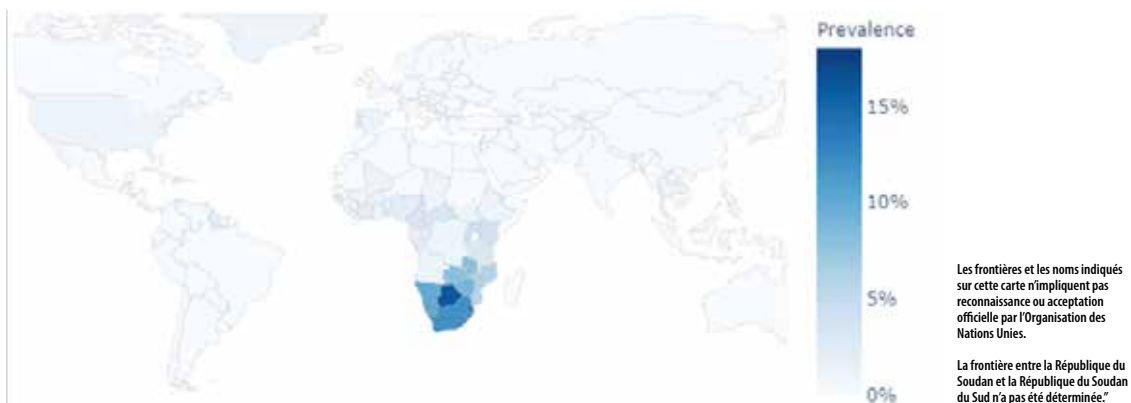 Prevalence
15%
10%
5%
0%
Les frontières et les noms indiqués
sur cette carte n’impliquent pas
reconnaissance ou acceptation
officielle par l’Organisation des
Nations Unies.
La frontière entre la République du
Soudan et la République du Soudan
du Sud n’a pas été déterminée.”